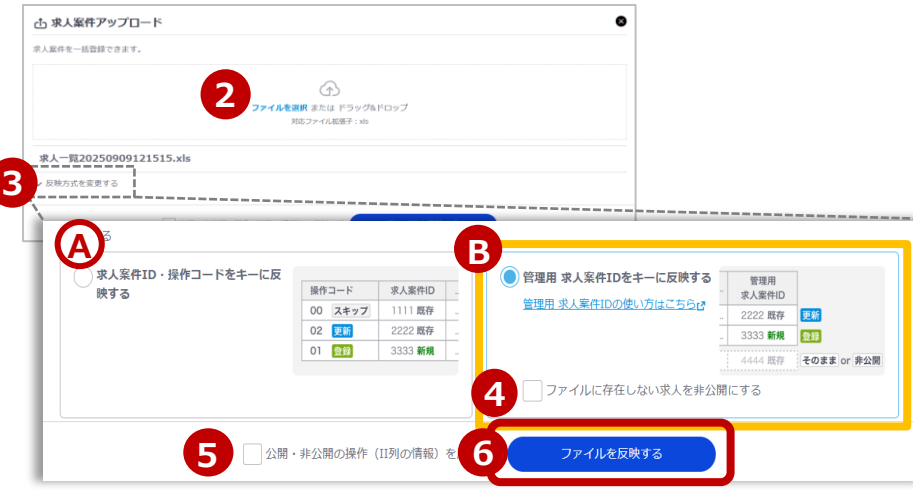 求人案件アップロード
求人案件を一括登録できます。
2
ファイルを選択 または ドラッグ&ドロップ
対応ファイル拡張子：xls
求人一覧20250909121515.xls
3
反映方式を変更する
A
る
B
求人案件ID・操作コードをキーに反
映する
操作コード 求人案件ID ..
00 スキップ 1111 既存 ..
02 更新 2222 既存 ..
01 登録 3333 新規 ..
管理用 求人案件IDをキーに反映する
管理用 求人案件IDの使い方はこちら
.. 管理用
求人案件ID
.. 2222 既存 更新
.. 3333 新規 登録
.. 4444 既存 そのまま or 非公開
4
ファイルに存在しない求人を非公開にする
5
公開・非公開の操作（II列の情報）を
6
ファイルを反映する